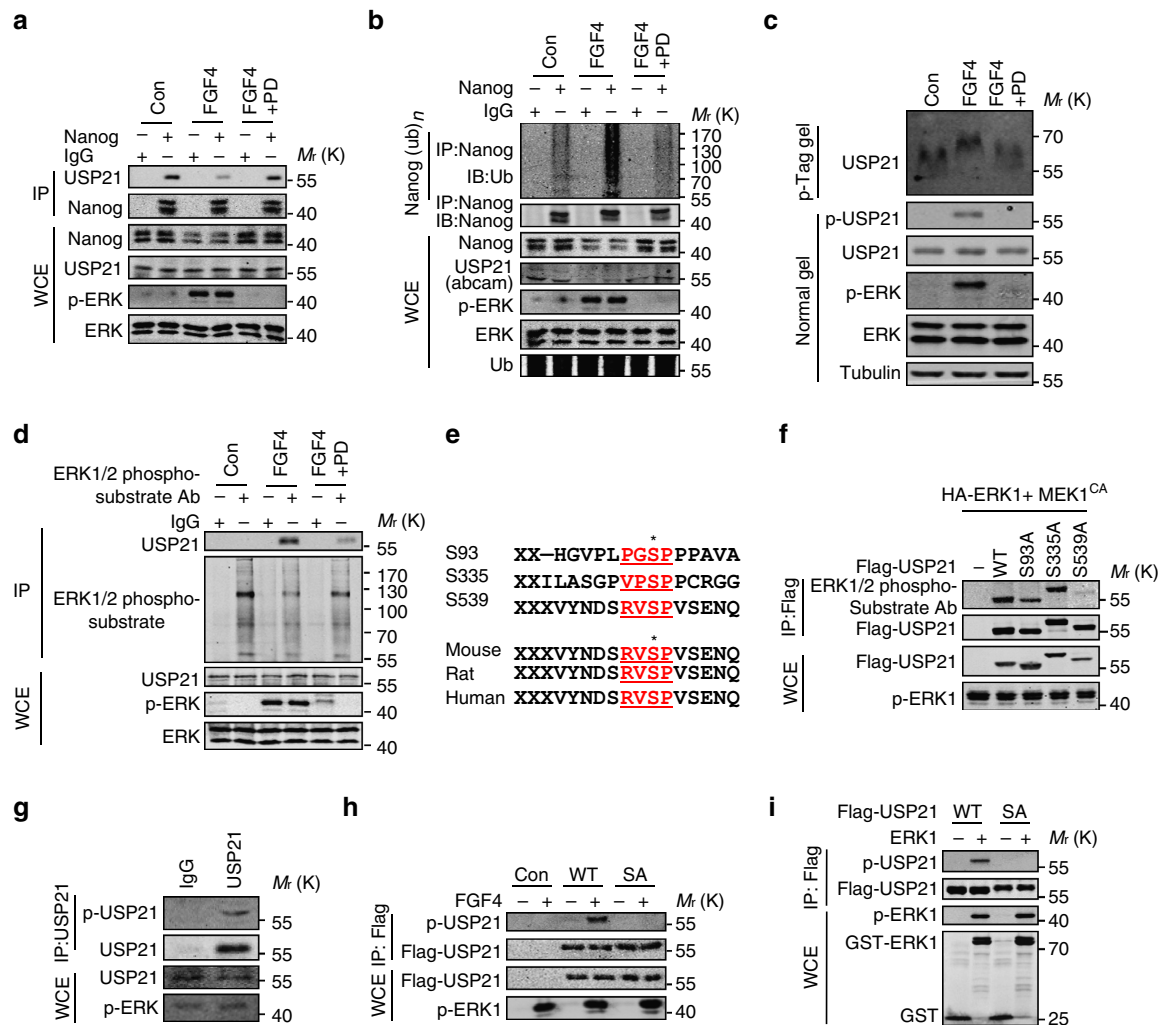 a
Con
FGF4
FGF4
+PD
Nanog − + − + − +
IgG + − + − + −
Mr (K)
IP
USP21
55
Nanog
40
WCE
Nanog
40
USP21
55
p-ERK
40
ERK
40
b
Con
FGF4
FGF4
+PD
Nanog − + − + − +
IgG + − + − + −
Mr (K)
Nanog (ub)n
IP:Nanog
IB:Ub
170
130
100
70
55
IP:Nanog
IB:Nanog
40
WCE
Nanog
40
USP21
(abcam)
55
p-ERK
40
ERK
40
Ub
55
c
Con
FGF4
FGF4
+PD
Mr (K)
p-Tag gel
USP21
70
55
Normal gel
p-USP21
55
USP21
55
p-ERK
40
ERK
40
Tubulin
55
d
Con
FGF4
FGF4
+PD
ERK1/2 phospho-
substrate Ab − + − + − +
IgG + − + − + −
Mr (K)
IP
USP21
55
ERK1/2 phospho-
substrate
170
130
100
70
55
WCE
USP21
55
p-ERK
40
ERK
40
e
*
S93 XX–HGVPLPGSPPPAVA
S335 XXILASGPVPSPPCRGG
S539 XXXVYNDSRVSPVSENQ
*
Mouse XXXVYNDSRVSPVSENQ
Rat XXXVYNDSRVSPVSENQ
Human XXXVYNDSRVSPVSENQ
f
HA-ERK1+ MEK1CA
Flag-USP21 − WT S93A S335A S539A
Mr (K)
IP:Flag
ERK1/2 phospho-
Substrate Ab
55
Flag-USP21
55
WCE
Flag-USP21
55
p-ERK1
40
g
IgG
USP21
Mr (K)
IP:USP21
p-USP21
55
USP21
55
WCE
USP21
55
p-ERK
40
h
Con WT SA
FGF4 − + − + − +
Mr (K)
IP: Flag
p-USP21
55
Flag-USP21
55
WCE
Flag-USP21
55
p-ERK1
40
i
Flag-USP21 WT SA
ERK1 − + − +
Mr (K)
IP: Flag
p-USP21
55
Flag-USP21
55
WCE
p-ERK1
40
GST-ERK1
70
GST
25